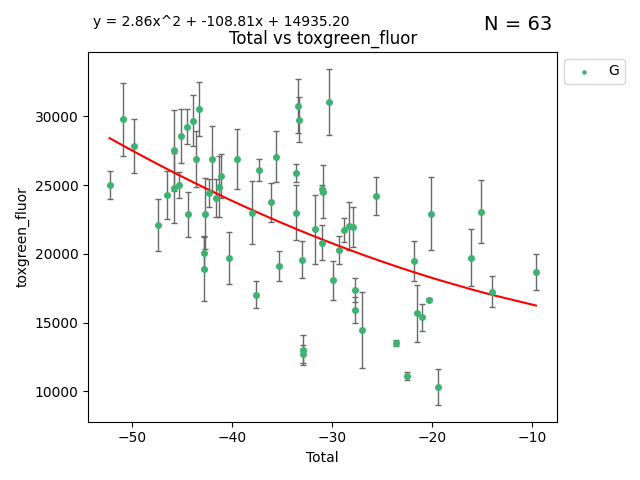 y = 2.86x^2 + -108.81x + 14935.20
N = 63
Total vs toxgreen_fluor
G
30000
25000
20000
15000
10000
toxgreen_fluor
−50 −40 −30 −20 −10
Total